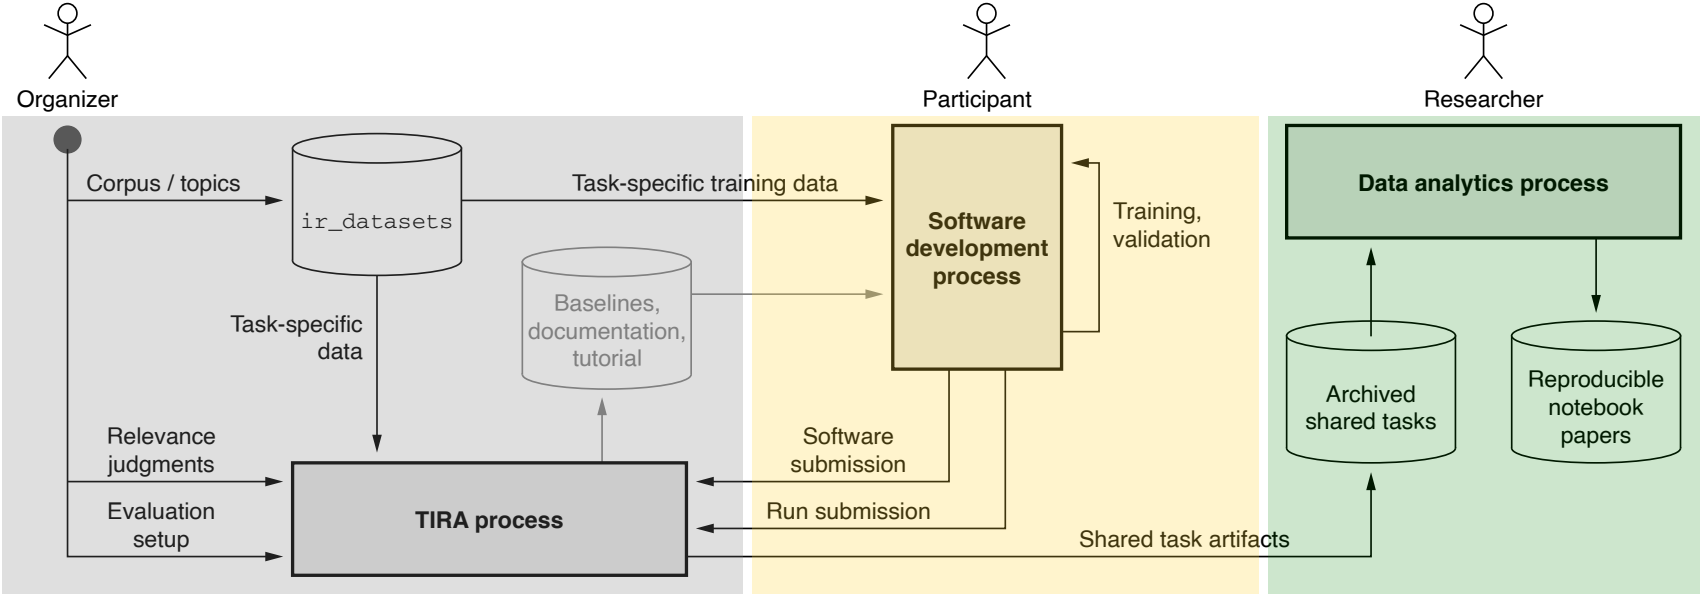 Organizer
Participant
Researcher
Corpus / topics
ir_datasets
Task-specific training data
Software
development
process
Training,
validation
Data analytics process
Baselines,
documentation,
tutorial
Task-specific
data
Archived
shared tasks
Reproducible
notebook
papers
Relevance
judgments
Software
submission
Evaluation
setup
TIRA process
Run submission
Shared task artifacts